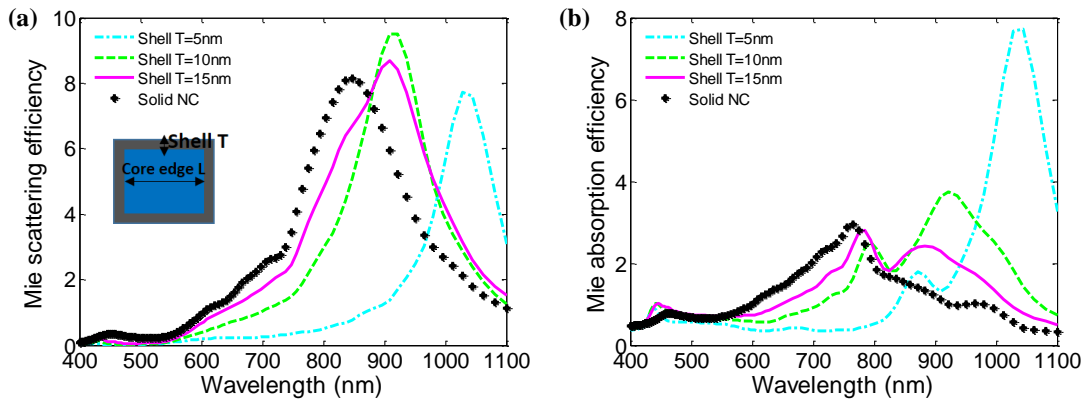 (a)
Mie scattering efficiency
10
8
6
4
2
0
Shell T=5nm
Shell T=10nm
Shell T=15nm
Solid NC
Shell T
Core edge L
400 500 600 700 800 900 1000 1100
Wavelength (nm)
(b)
Mie absorption efficiency
8
6
4
2
0
Shell T=5nm
Shell T=10nm
Shell T=15nm
Solid NC
400 500 600 700 800 900 1000 1100
Wavelength (nm)